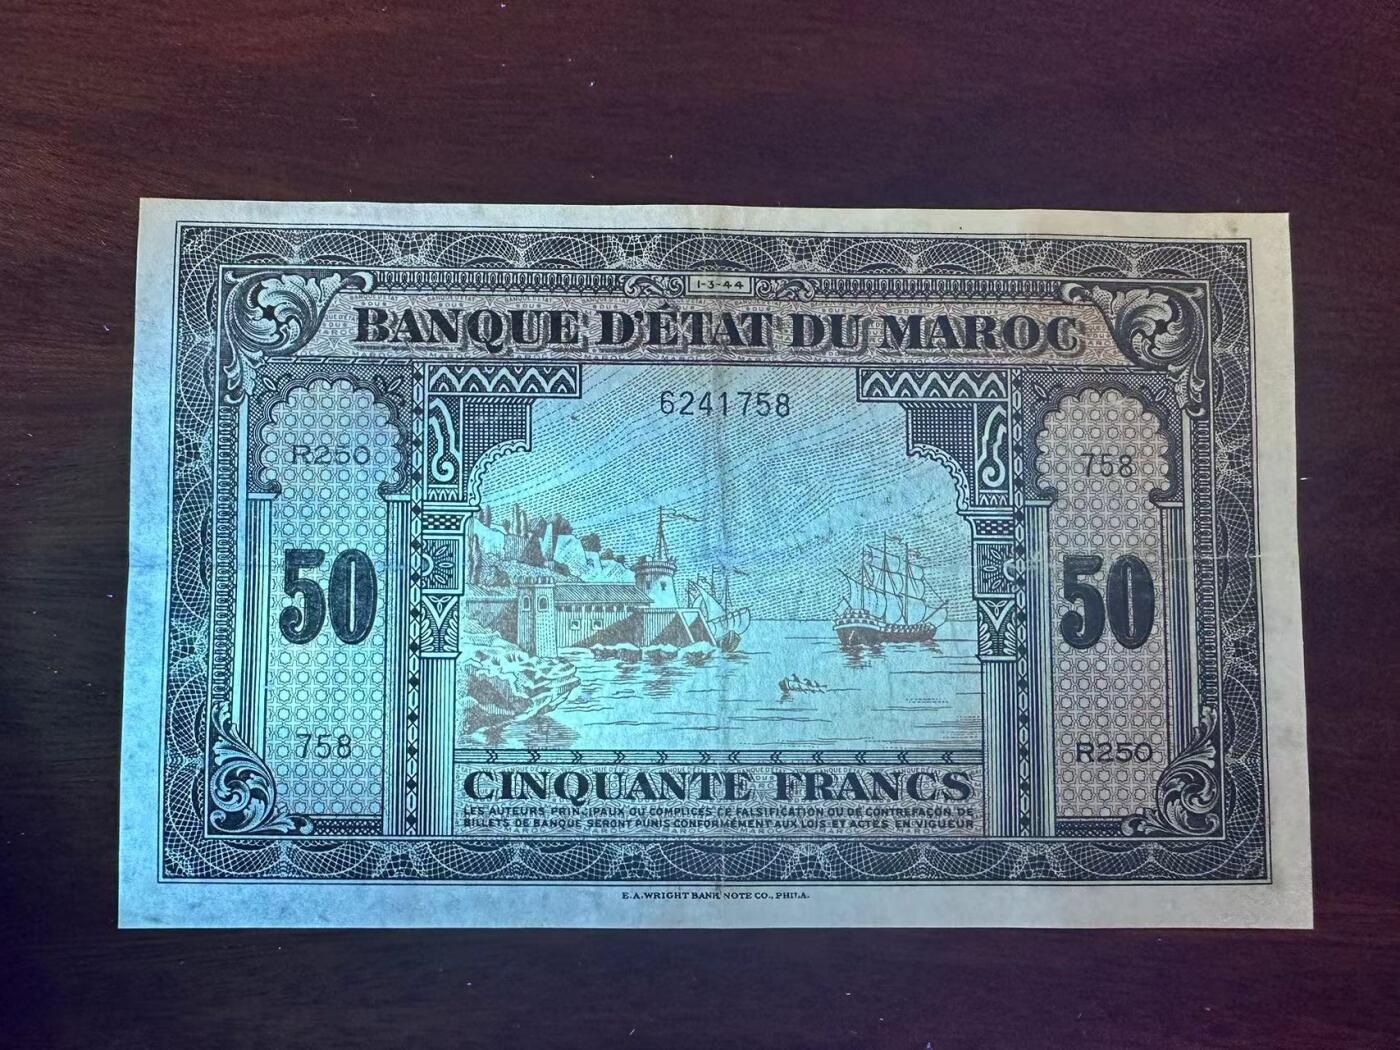 1-3-44
BANQUE D'ÉTAT DU MAROC
6241758
R250
758
50
50
758
R250
CINQUANTE FRANCS
LES AUTEURS PRINCIPAUX OU COMPLICES DE FALSIFICATION OU DE CONTREFAÇON DE
BILLETS DE BANQUE SERONT PUNIS CONFORMÉMENT AUX LOIS ET ACTES EN VIGUEUR
E.A. WRIGHT BANK NOTE CO., PHILA.